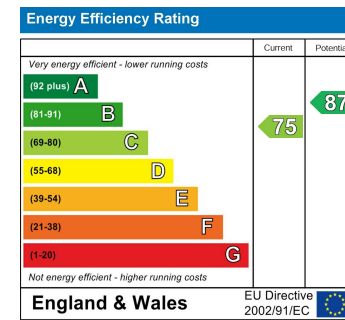 Energy Efficiency Rating
Current Potentia
Very energy efficient - lower running costs
(92 plus) A
(81-91) B
(69-80) C
(55-68) D
(39-54) E
(21-38) F
(1-20) G
75
87
Not energy efficient - higher running costs
England & Wales
EU Directive
2002/91/EC